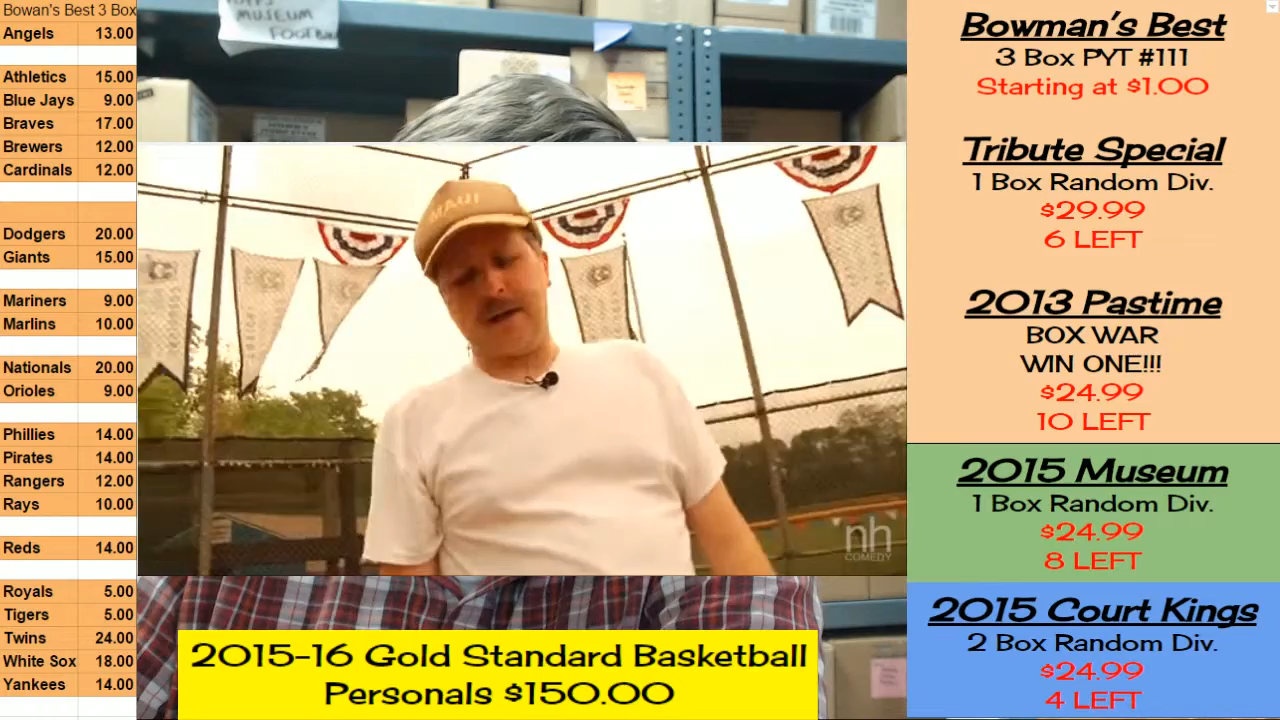 Bowan's Best 3 Box
Angels 13.00
Athletics 15.00
Blue Jays 9.00
Braves 17.00
Brewers 12.00
Cardinals 12.00
Dodgers 20.00
Giants 15.00
Mariners 9.00
Marlins 10.00
Nationals 20.00
Orioles 9.00
Phillies 14.00
Pirates 14.00
Rangers 12.00
Rays 10.00
Reds 14.00
Royals 5.00
Tigers 5.00
Twins 24.00
White Sox 18.00
Yankees 14.00
MUSEUM
FOOTBALL
MAUI
nh
COMEDY
2015-16 Gold Standard Basketball
Personals $150.00
Bowman's Best
3 Box PYT #111
Starting at $1.00
Tribute Special
1 Box Random Div.
$29.99
6 LEFT
2013 Pastime
BOX WAR
WIN ONE!!!
$24.99
10 LEFT
2015 Museum
1 Box Random Div.
$24.99
8 LEFT
2015 Court Kings
2 Box Random Div.
$24.99
4 LEFT